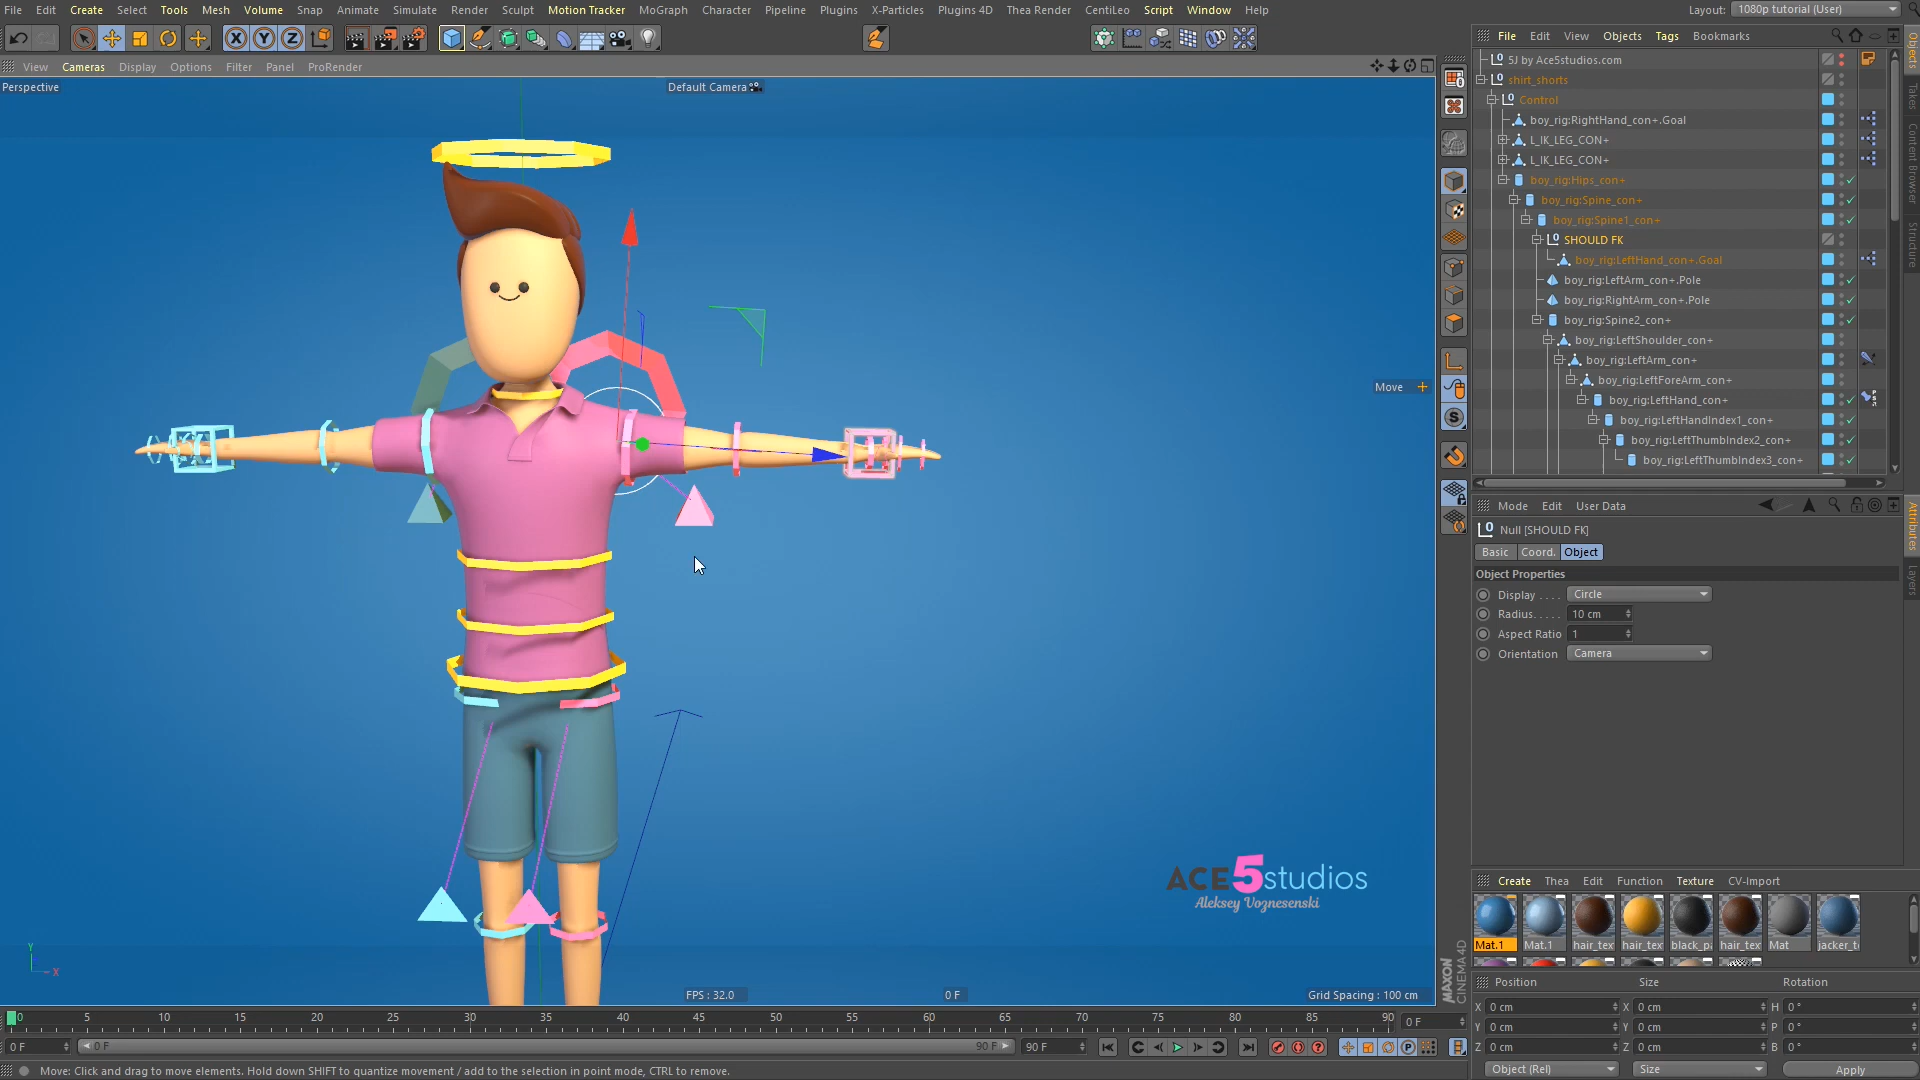 File Edit Create Select Tools Mesh Volume Snap Animate Simulate Render Sculpt Motion Tracker MoGraph Character Pipeline Plugins X-Particles Plugins 4D Thea Render CentiLeo Script Window Help
Layout: 1080p tutorial (User)
X Y Z
View Cameras Display Options Filter Panel ProRender
Perspective
Default Camera
Move
ACE5studios
Aleksey Voznesenski
Y
X
FPS : 32.0
0 F
Grid Spacing : 100 cm
MAXON CINEMA4D
File Edit View Objects Tags Bookmarks
5J by Ace5studios.com
shirt_shorts
Control
boy_rig:RightHand_con+.Goal
L_IK_LEG_CON+
L_IK_LEG_CON+
boy_rig:Hips_con+
boy_rig:Spine_con+
boy_rig:Spine1_con+
SHOULD FK
boy_rig:LeftHand_con+.Goal
boy_rig:LeftArm_con+.Pole
boy_rig:RightArm_con+.Pole
boy_rig:Spine2_con+
boy_rig:LeftShoulder_con+
boy_rig:LeftArm_con+
boy_rig:LeftForeArm_con+
boy_rig:LeftHand_con+
boy_rig:LeftHandIndex1_con+
boy_rig:LeftThumbIndex2_con+
boy_rig:LeftThumbIndex3_con+
Objects
Takes
Content Browser
Structure
Mode Edit User Data
Null [SHOULD FK]
Basic Coord. Object
Object Properties
Display . . . . Circle
Radius. . . . . 10 cm
Aspect Ratio 1
Orientation Camera
Attributes
Layers
Create Thea Edit Function Texture CV-Import
Mat.1 Mat.1 hair_tex hair_tex black_pa hair_tex Mat jacker_te
Position Size Rotation
X 0 cm X 0 cm H 0 °
Y 0 cm Y 0 cm P 0 °
Z 0 cm Z 0 cm B 0 °
Object (Rel) Size Apply
0 5 10 15 20 25 30 35 40 45 50 55 60 65 70 75 80 85 90 0 F
0 F 0 F 90 F 90 F
Move: Click and drag to move elements. Hold down SHIFT to quantize movement / add to the selection in point mode, CTRL to remove.